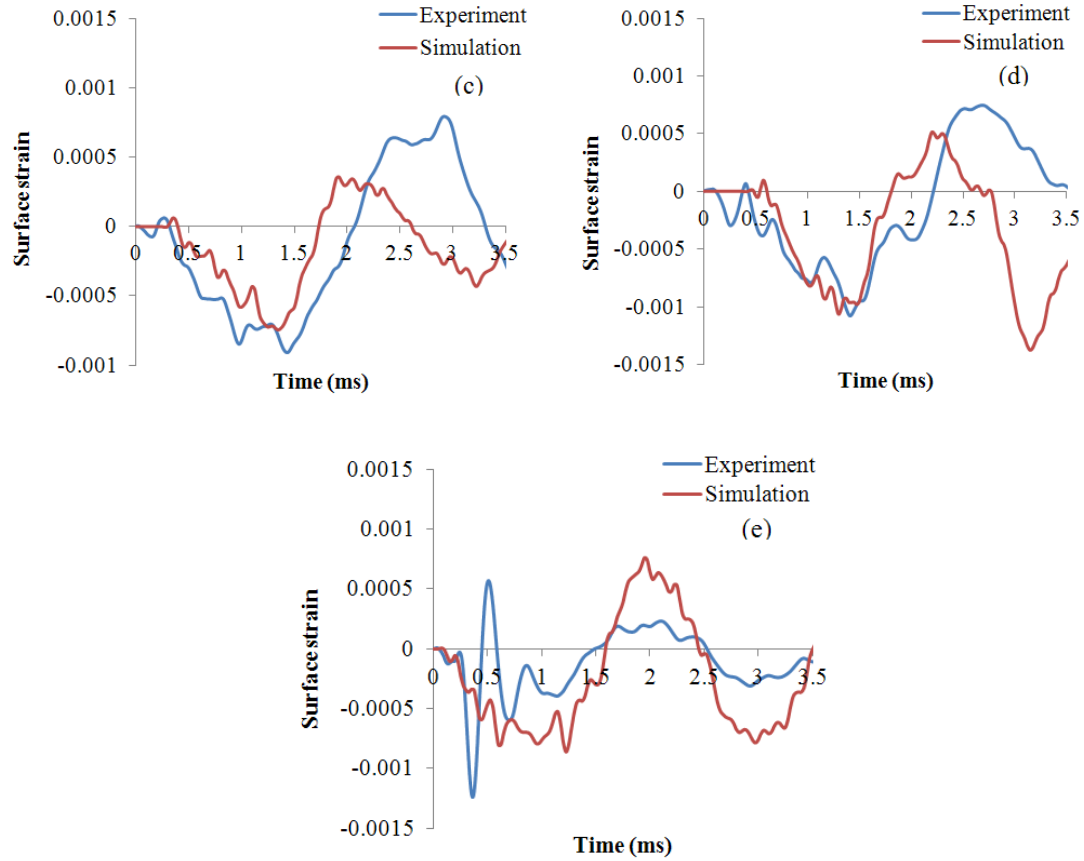 0.0015
0.001
0.0005
0
-0.0005
-0.001
0 0.5 1 1.5 2 2.5 3 3.5
Surface strain
Time (ms)
Experiment
Simulation
(c)
0.0015
0.001
0.0005
0
-0.0005
-0.001
-0.0015
0 0.5 1 1.5 2 2.5 3 3.5
Surface strain
Time (ms)
Experiment
Simulation
(d)
0.0015
0.001
0.0005
0
-0.0005
-0.001
-0.0015
0 0.5 1 1.5 2 2.5 3 3.5
Surface strain
Time (ms)
Experiment
Simulation
(e)